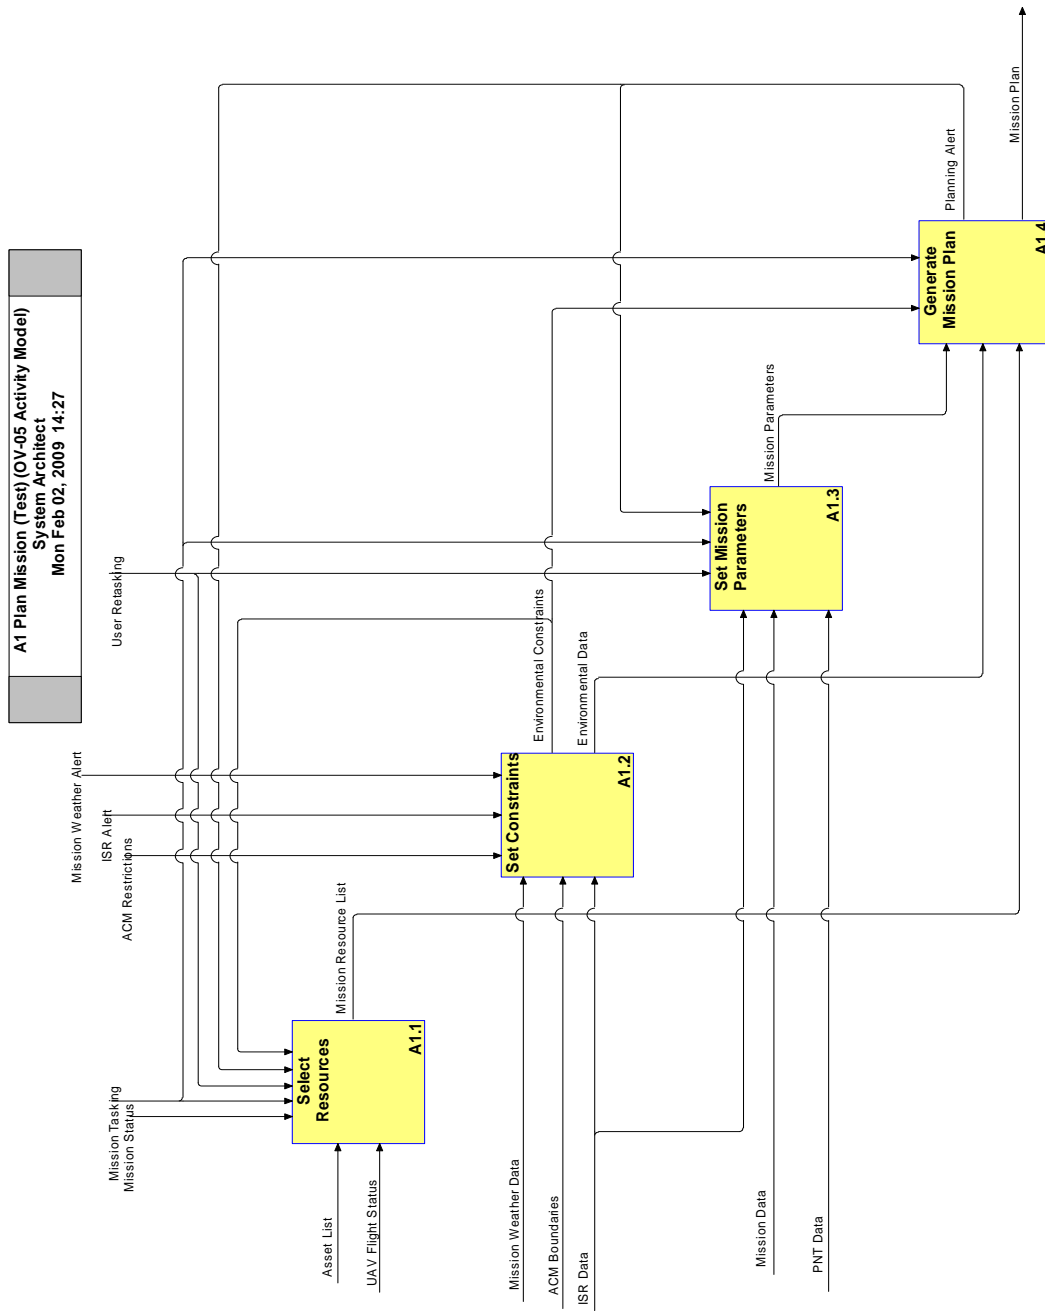 A1 Plan Mission (Test) (OV-05 Activity Model)
System Architect
Mon Feb 02, 2009 14:27
Mission Tasking
Mission Status
ACM Restrictions
ISR Alert
Mission Weather Alert
User Retasking
Asset List
UAV Flight Status
Select
Resources
A1.1
Mission Resource List
Mission Weather Data
ACM Boundaries
ISR Data
Set Constraints
A1.2
Environmental Constraints
Environmental Data
Mission Data
PNT Data
Set Mission
Parameters
A1.3
Mission Parameters
Generate
Mission Plan
A1.4
Planning Alert
Mission Plan